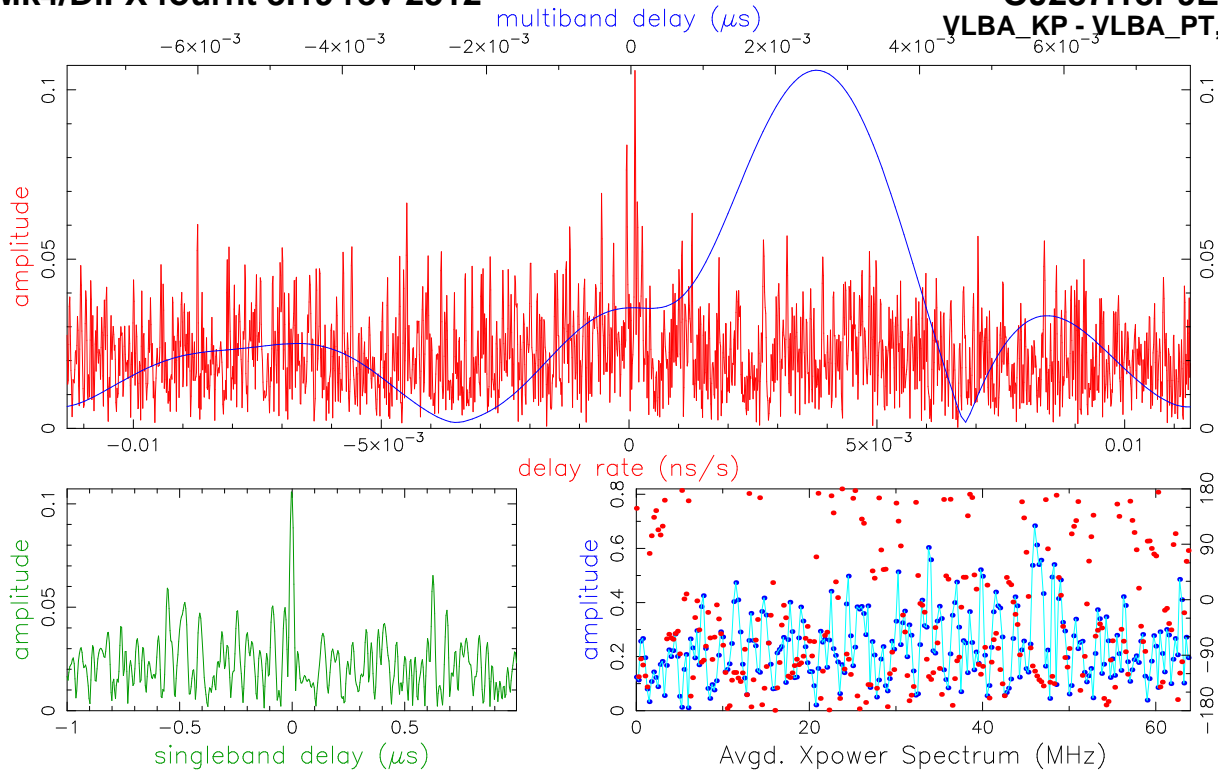 multiband delay (μs)
VLBA_KP - VLBA_PT,
−6×10⁻³ −4×10⁻³ −2×10⁻³ 0 2×10⁻³ 4×10⁻³ 6×10⁻³
amplitude
0 0.05 0.1
0 0.05 0.1
−0.01 −5×10⁻³ 0 5×10⁻³ 0.01
delay rate (ns/s)
amplitude
0 0.05 0.1
−1 −0.5 0 0.5
singleband delay (μs)
amplitude
0 0.2 0.4 0.6 0.8
−180 −90 0 90 180
0 20 40 60
Avgd. Xpower Spectrum (MHz)